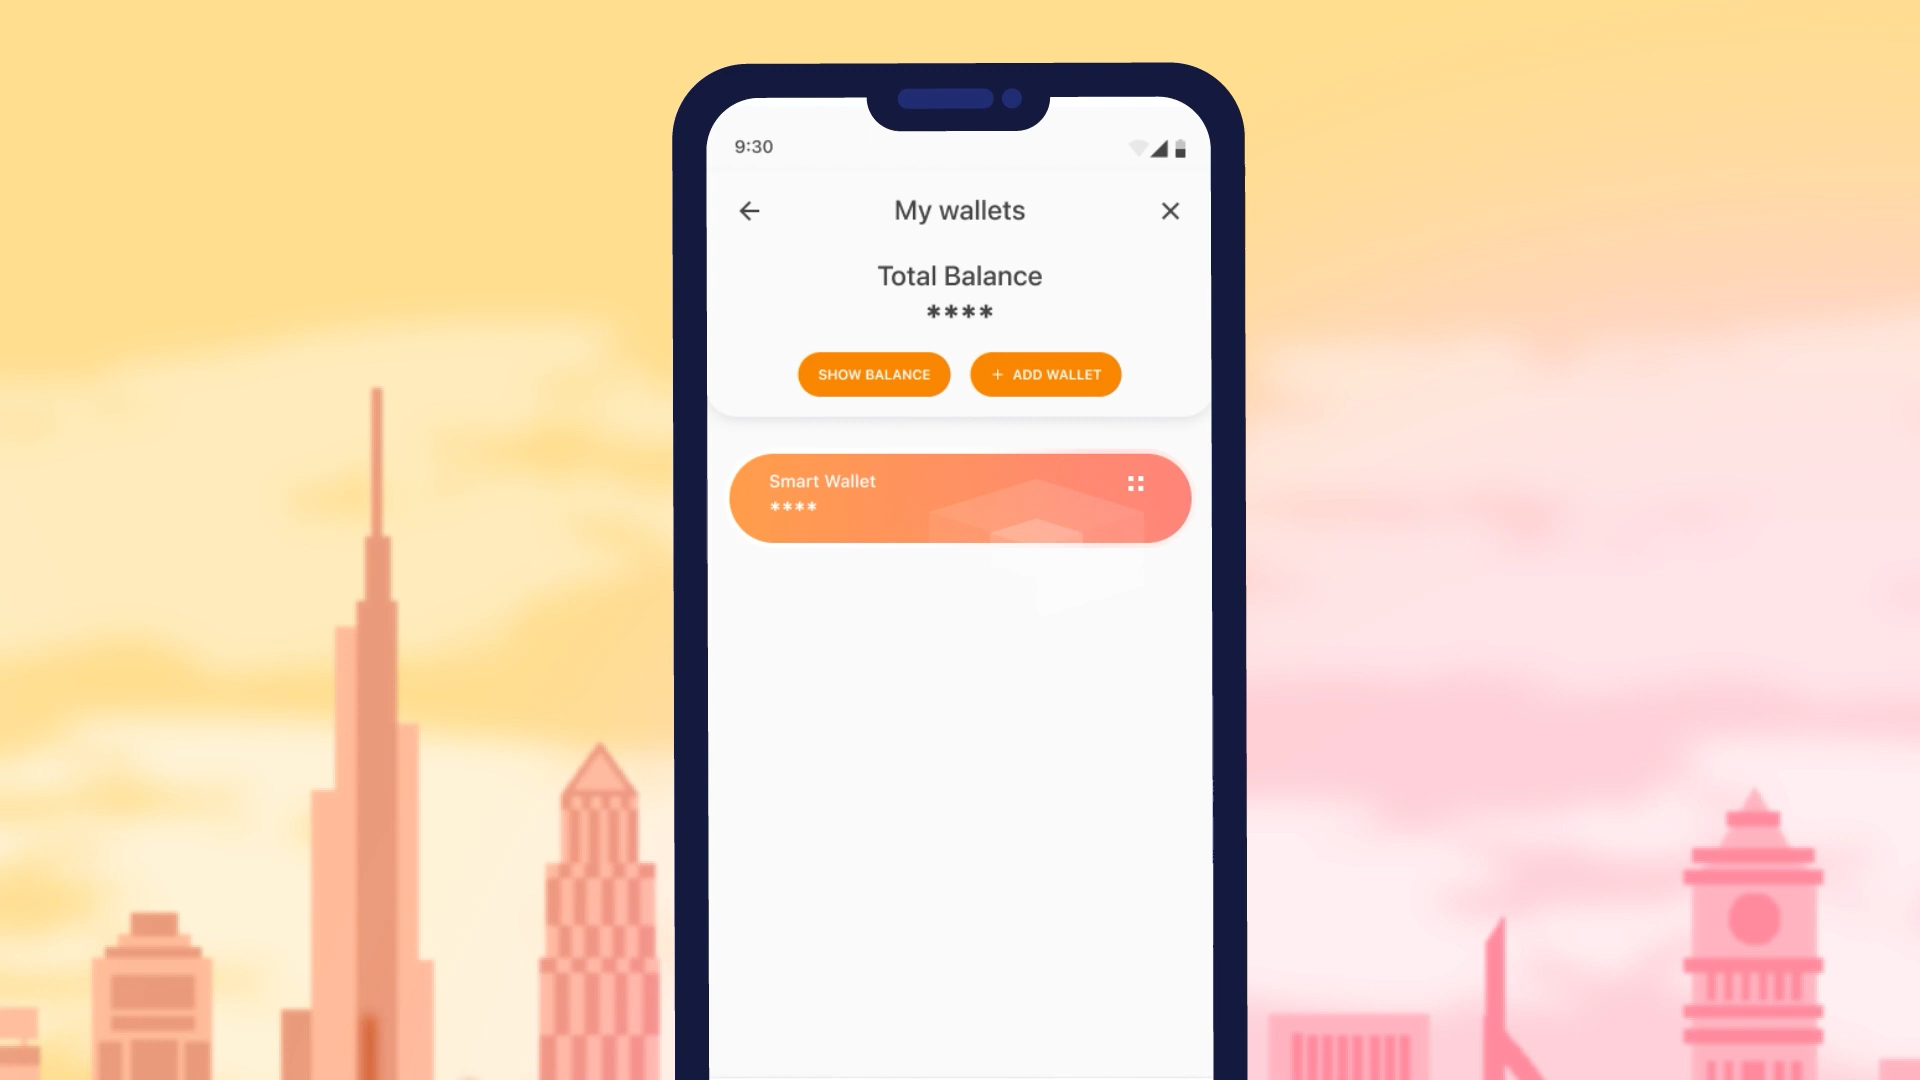 9:30
My wallets
Total Balance
****
SHOW BALANCE
+ ADD WALLET
Smart Wallet
****